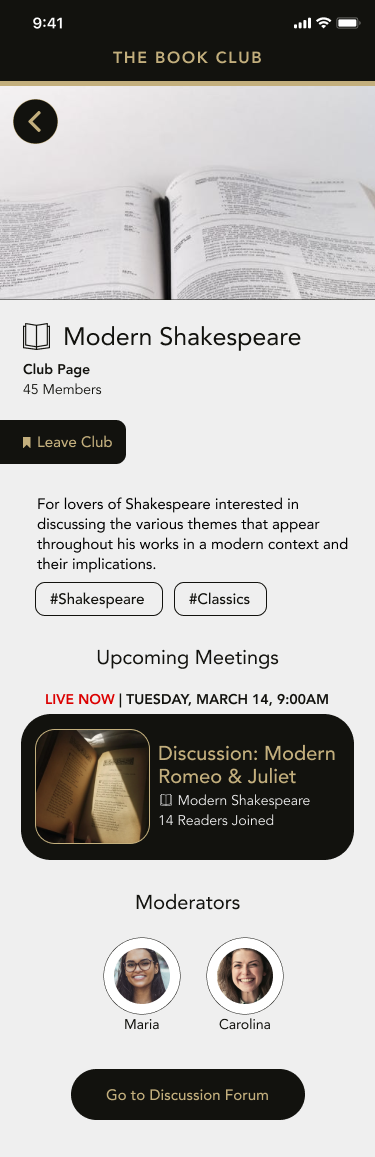 9:41
THE BOOK CLUB
Modern Shakespeare
Club Page
45 Members
Leave Club
For lovers of Shakespeare interested in
discussing the various themes that appear
throughout his works in a modern context and
their implications.
#Shakespeare #Classics
Upcoming Meetings
LIVE NOW | TUESDAY, MARCH 14, 9:00AM
Discussion: Modern
Romeo & Juliet
Modern Shakespeare
14 Readers Joined
Moderators
Maria Carolina
Go to Discussion Forum